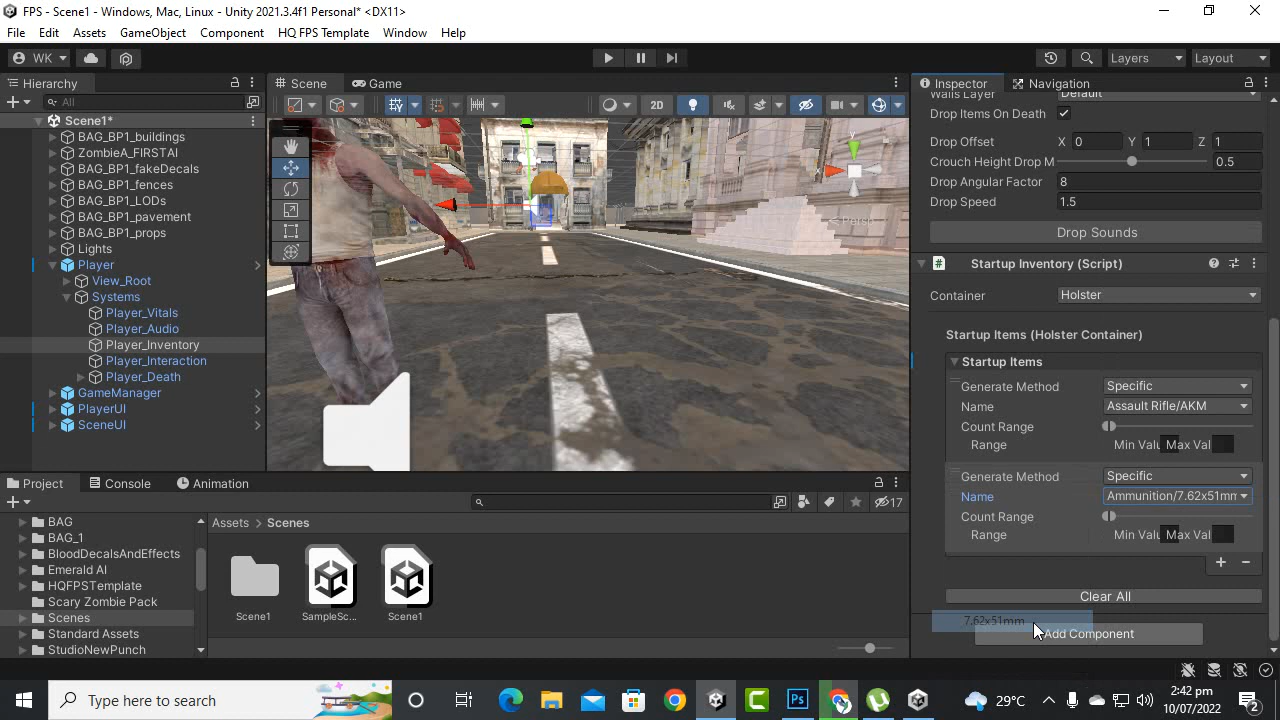 FPS - Scene1 - Windows, Mac, Linux - Unity 2021.3.4f1 Personal* <DX11>
File Edit Assets GameObject Component HQ FPS Template Window Help
WK
Layers
Layout
Hierarchy
All
Scene1*
BAG_BP1_buildings
ZombieA_FIRSTAI
BAG_BP1_fakeDecals
BAG_BP1_fences
BAG_BP1_LODs
BAG_BP1_pavement
BAG_BP1_props
Lights
Player
View_Root
Systems
Player_Vitals
Player_Audio
Player_Inventory
Player_Interaction
Player_Death
GameManager
PlayerUI
SceneUI
Scene
Game
2D
y
x
Persp
Inspector
Navigation
Walls Layer Default
Drop Items On Death
Drop Offset X 0 Y 1 Z 1
Crouch Height Drop M 0.5
Drop Angular Factor 8
Drop Speed 1.5
Drop Sounds
Startup Inventory (Script)
Container Holster
Startup Items (Holster Container)
Startup Items
Generate Method Specific
Name Assault Rifle/AKM
Count Range
Range Min Valu Max Val
Generate Method Specific
Name Ammunition/7.62x51mm
Count Range
Range Min Valu Max Val
Clear All
7.62x51mm
Add Component
Project
Console
Animation
17
BAG
BAG_1
BloodDecalsAndEffects
Emerald AI
HQFPSTemplate
Scary Zombie Pack
Scenes
Standard Assets
StudioNewPunch
Assets > Scenes
Scene1
SampleSc...
Scene1
Type here to search
Ps
29°C
2:42 pm
10/07/2022
2